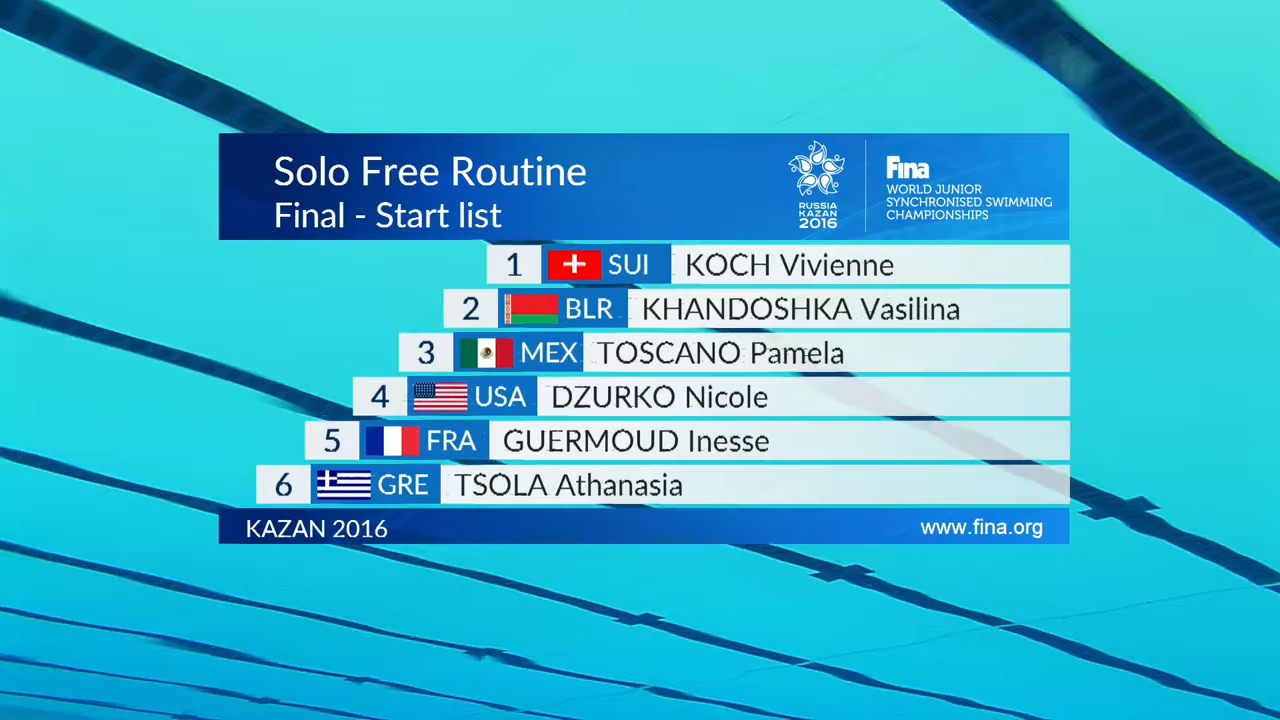 Solo Free Routine
Final - Start list
RUSSIA
KAZAN
2016
Fina
WORLD JUNIOR
SYNCHRONISED SWIMMING
CHAMPIONSHIPS
1 SUI KOCH Vivienne
2 BLR KHANDOSHKA Vasilina
3 MEX TOSCANO Pamela
4 USA DZURKO Nicole
5 FRA GUERMOUD Inesse
6 GRE TSOLA Athanasia
KAZAN 2016 www.fina.org